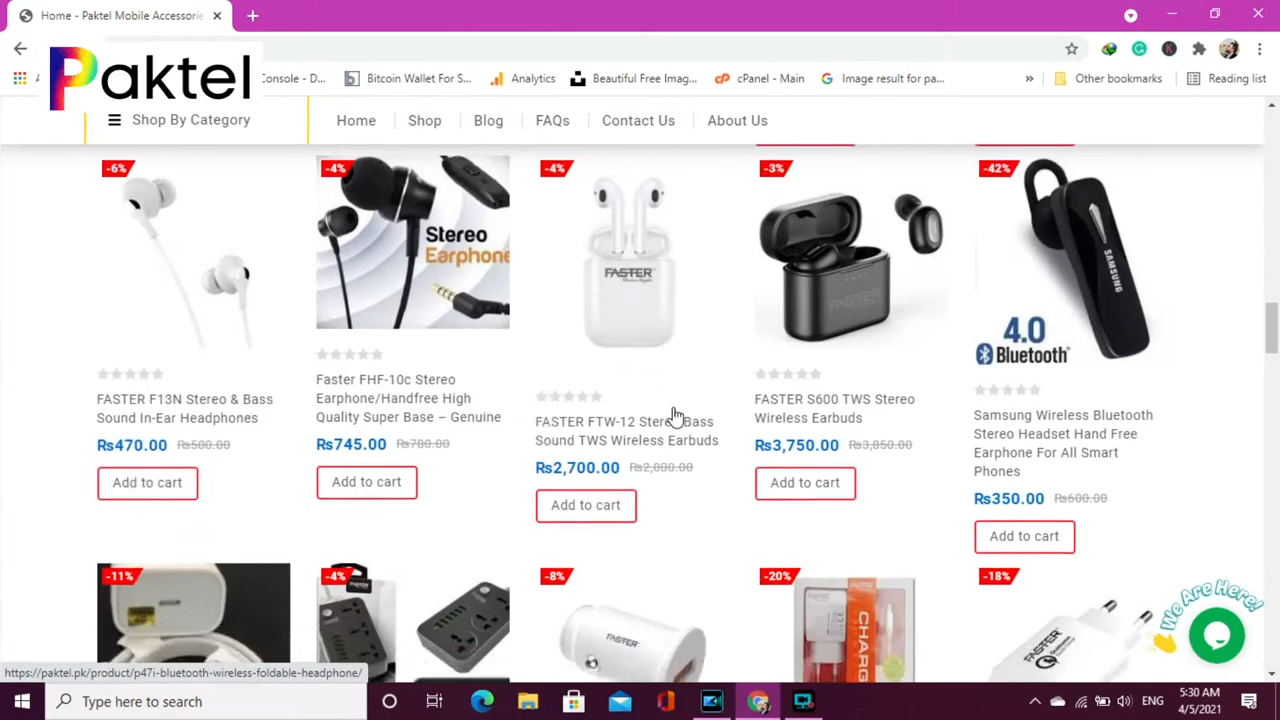 Home - Paktel Mobile Accessorie
Paktel
Console - D...
Bitcoin Wallet For S...
Analytics
Beautiful Free Imag...
cPanel - Main
Image result for pa...
»
Other bookmarks
Reading list
Shop By Category
Home
Shop
Blog
FAQs
Contact Us
About Us
-6%
-4%
-4%
-3%
-42%
Stereo
Earphone
FASTER
FASTER
SAMSUNG
4.0
Bluetooth
FASTER F13N Stereo & Bass
Sound In-Ear Headphones
₨470.00 ₨500.00
Add to cart
Faster FHF-10c Stereo
Earphone/Handfree High
Quality Super Base – Genuine
₨745.00 ₨780.00
Add to cart
FASTER FTW-12 Stereo Bass
Sound TWS Wireless Earbuds
₨2,700.00 ₨2,800.00
Add to cart
FASTER S600 TWS Stereo
Wireless Earbuds
₨3,750.00 ₨3,850.00
Add to cart
Samsung Wireless Bluetooth
Stereo Headset Hand Free
Earphone For All Smart
Phones
₨350.00 ₨600.00
Add to cart
-11%
-4%
-8%
-20%
-18%
FASTER
CHARG
FASTER
We Are Here!
https://paktel.pk/product/p47i-bluetooth-wireless-foldable-headphone/
Type here to search
ENG
5:30 AM
4/5/2021